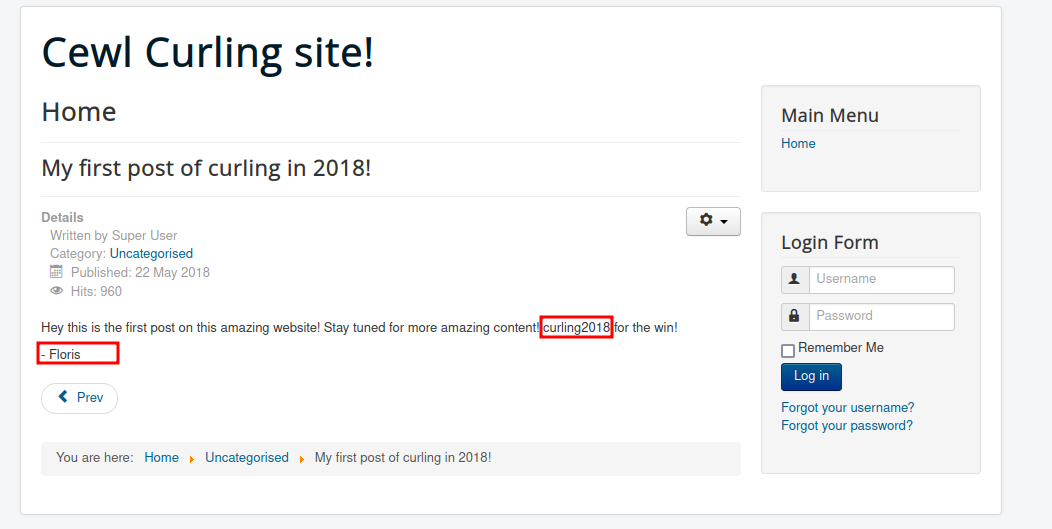 Cewl Curling site!
Home
My first post of curling in 2018!
Details
Written by Super User
Category: Uncategorised
Published: 22 May 2018
Hits: 960
Hey this is the first post on this amazing website! Stay tuned for more amazing content! curling2018 for the win!
- Floris
Prev
You are here: Home Uncategorised My first post of curling in 2018!
Main Menu
Home
Login Form
Username
Password
Remember Me
Log in
Forgot your username?
Forgot your password?